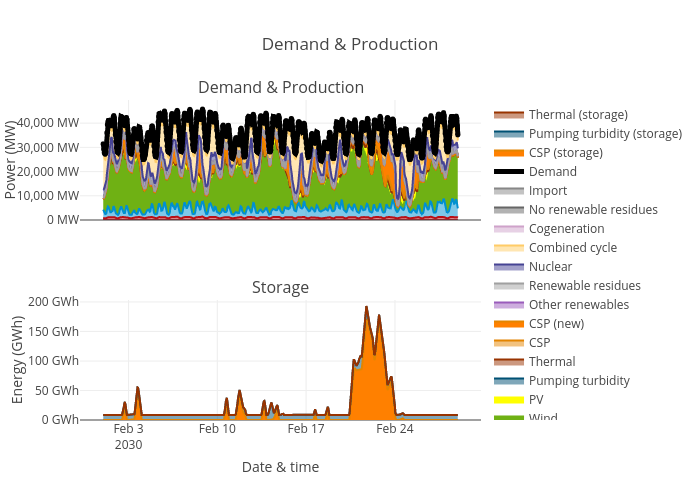 Demand & Production
Demand & Production
Power (MW)
40,000 MW
30,000 MW
20,000 MW
10,000 MW
0 MW
Storage
Energy (GWh)
200 GWh
150 GWh
100 GWh
50 GWh
0 GWh
Feb 3
2030
Feb 10
Feb 17
Feb 24
Date & time
Thermal (storage)
Pumping turbidity (storage)
CSP (storage)
Demand
Import
No renewable residues
Cogeneration
Combined cycle
Nuclear
Renewable residues
Other renewables
CSP (new)
CSP
Thermal
Pumping turbidity
PV
Wind